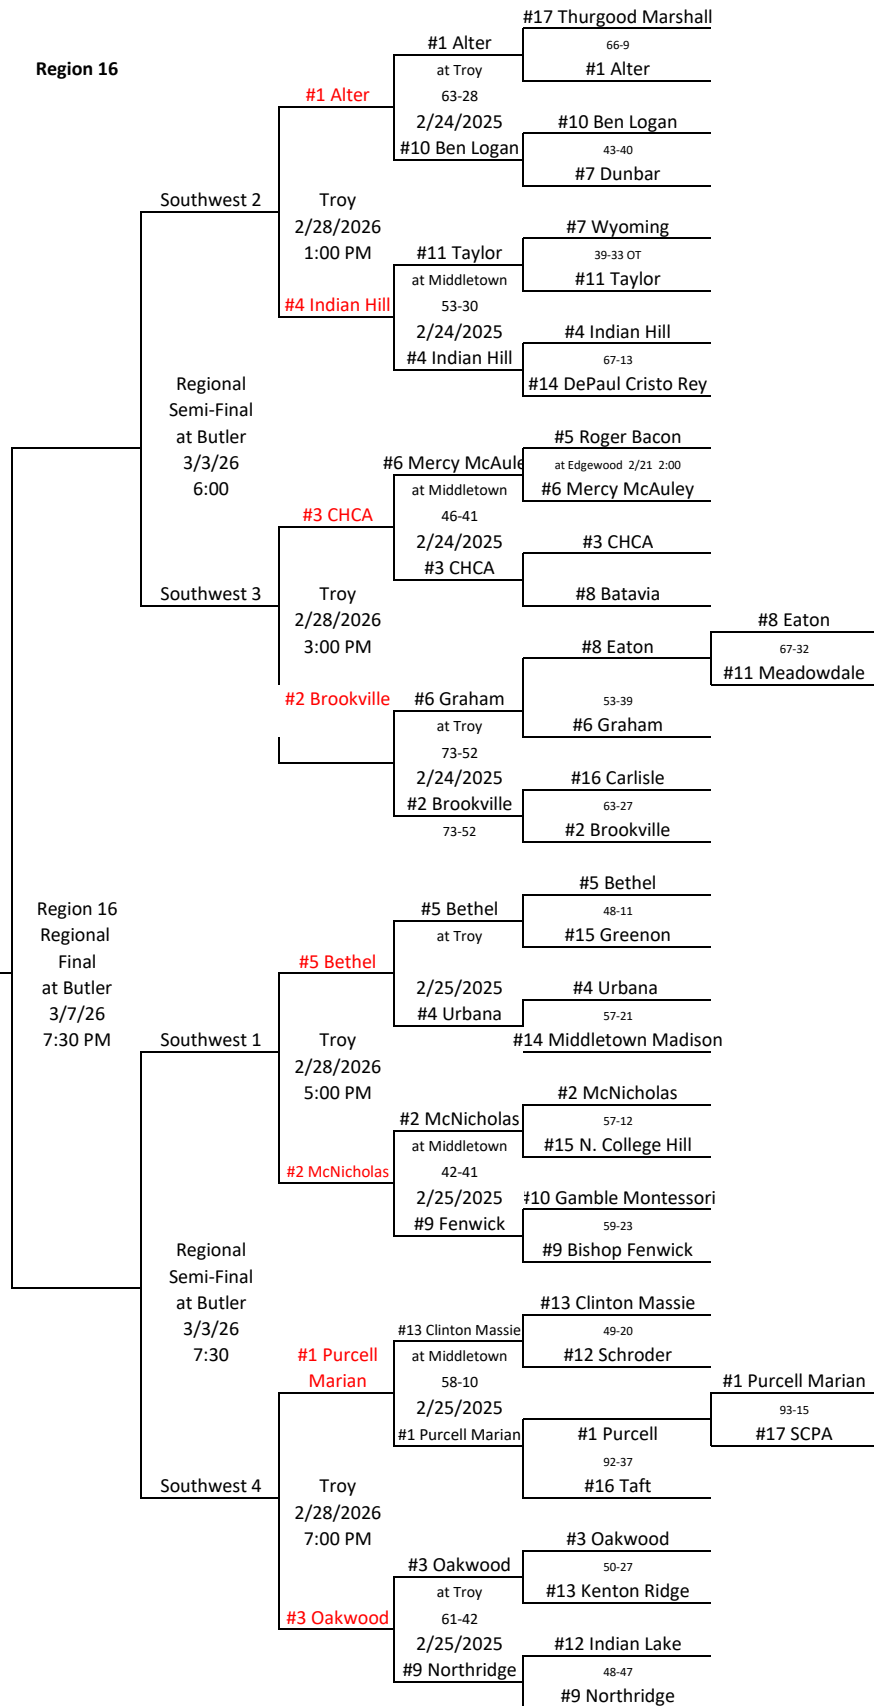 #17 Thurgood Marshall
#1 Alter
66-9
Region 16
at Troy
#1 Alter
#1 Alter
63-28
2/24/2025
#10 Ben Logan
#10 Ben Logan
43-40
#7 Dunbar
Southwest 2
Troy
2/28/2026
#7 Wyoming
1:00 PM
#11 Taylor
39-33 OT
at Middletown
#11 Taylor
#4 Indian Hill
53-30
2/24/2025
#4 Indian Hill
#4 Indian Hill
67-13
Regional
#14 DePaul Cristo Rey
Semi-Final
at Butler
#5 Roger Bacon
3/3/26
#6 Mercy McAule
at Edgewood 2/21 2:00
6:00
at Middletown
#6 Mercy McAuley
#3 CHCA
46-41
2/24/2025
#3 CHCA
#3 CHCA
Southwest 3
Troy
#8 Batavia
2/28/2026
#8 Eaton
3:00 PM
#8 Eaton
67-32
#11 Meadowdale
#2 Brookville
#6 Graham
53-39
at Troy
#6 Graham
73-52
2/24/2025
#16 Carlisle
#2 Brookville
63-27
73-52
#2 Brookville
#5 Bethel
Region 16
#5 Bethel
48-11
Regional
at Troy
#15 Greenon
Final
#5 Bethel
at Butler
2/25/2025
#4 Urbana
3/7/26
#4 Urbana
57-21
7:30 PM
Southwest 1
Troy
#14 Middletown Madison
2/28/2026
5:00 PM
#2 McNicholas
#2 McNicholas
57-12
at Middletown
#15 N. College Hill
#2 McNicholas
42-41
2/25/2025
#10 Gamble Montessori
#9 Fenwick
59-23
Regional
#9 Bishop Fenwick
Semi-Final
at Butler
#13 Clinton Massie
3/3/26
#13 Clinton Massie
49-20
7:30
#1 Purcell
at Middletown
#12 Schroder
Marian
58-10
#1 Purcell Marian
2/25/2025
93-15
#1 Purcell Marian
#1 Purcell
#17 SCPA
92-37
Southwest 4
Troy
#16 Taft
2/28/2026
7:00 PM
#3 Oakwood
#3 Oakwood
50-27
at Troy
#13 Kenton Ridge
#3 Oakwood
61-42
2/25/2025
#12 Indian Lake
#9 Northridge
48-47
#9 Northridge